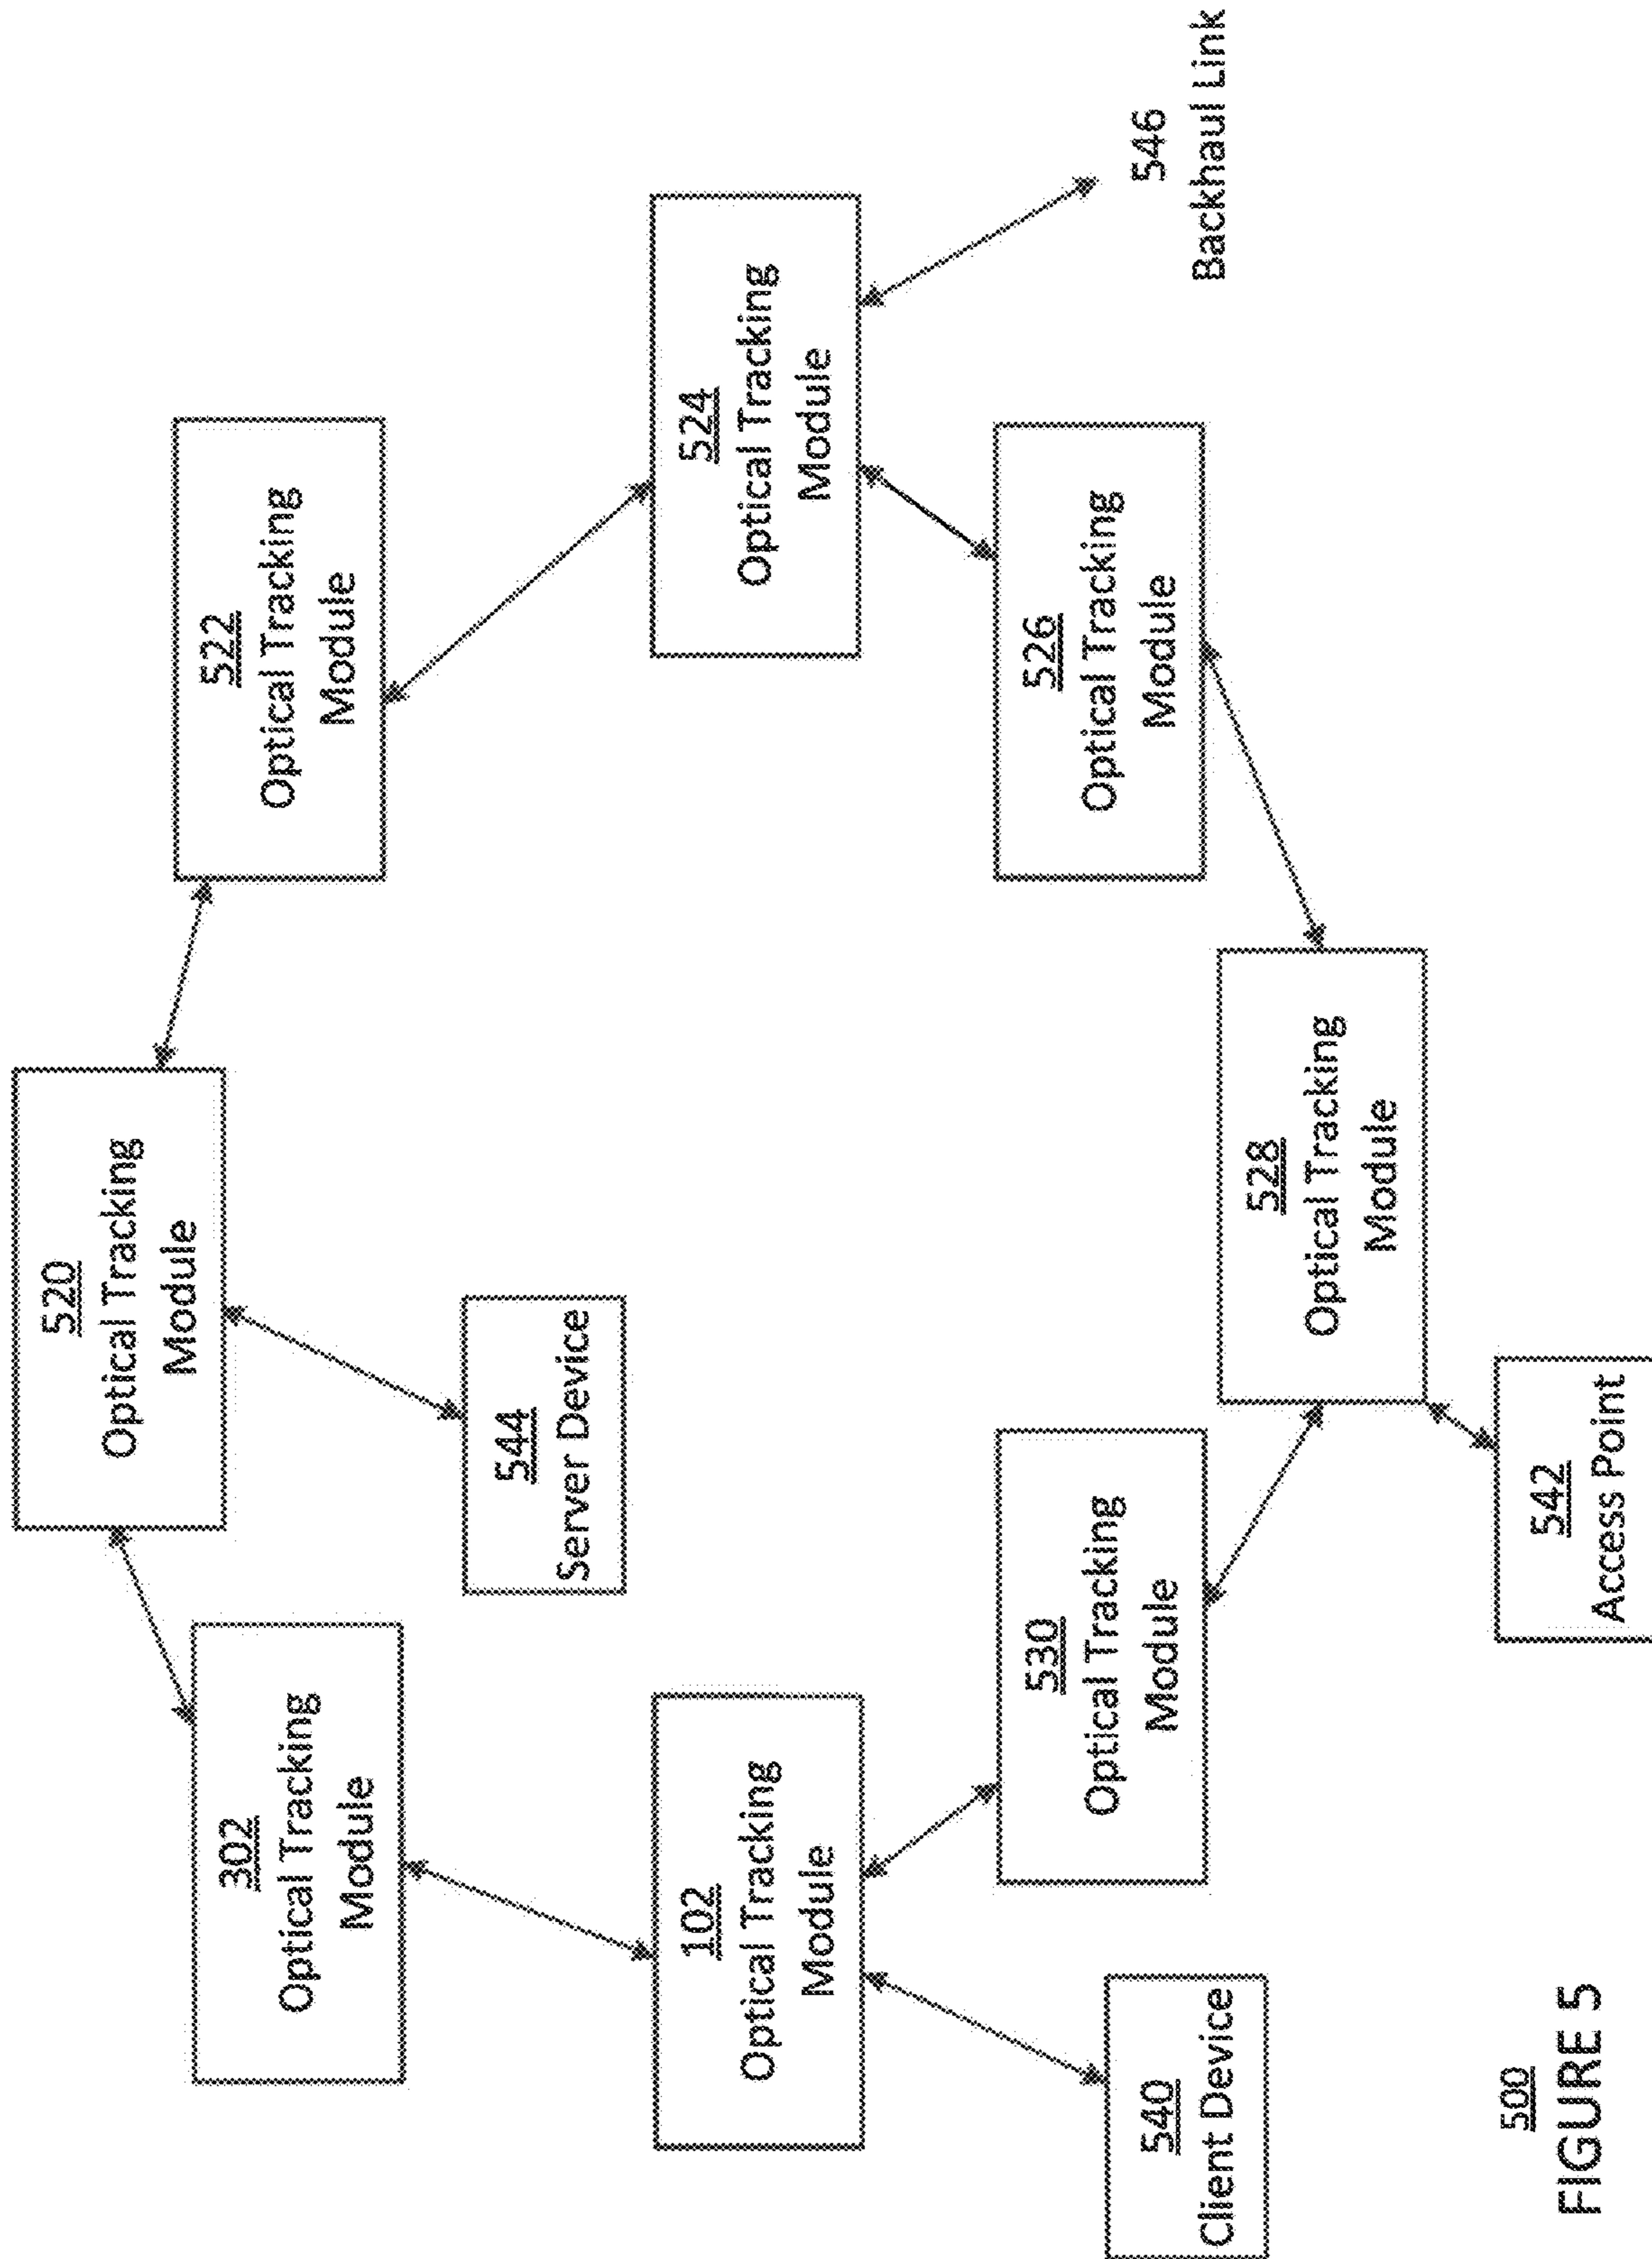 520
Optical Tracking
Module
302
Optical Tracking
Module
522
Optical Tracking
Module
544
Server Device
102
Optical Tracking
Module
524
Optical Tracking
Module
530
Optical Tracking
Module
526
Optical Tracking
Module
540
Client Device
546
Backhaul Link
528
Optical Tracking
Module
542
Access Point
500
FIGURE 5